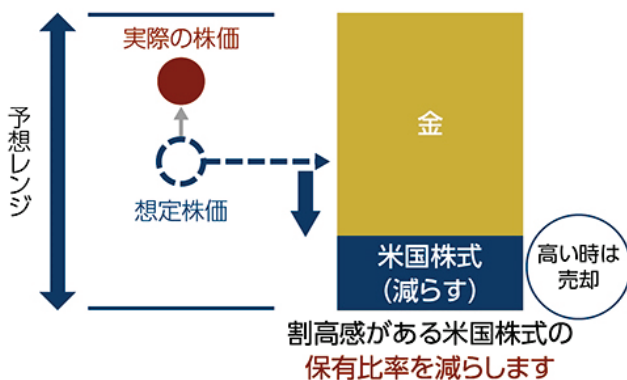 予想レンジ
実際の株価
想定株価
金
米国株式
(減らす)
高い時は
売却
割高感がある米国株式の
保有比率を減らします